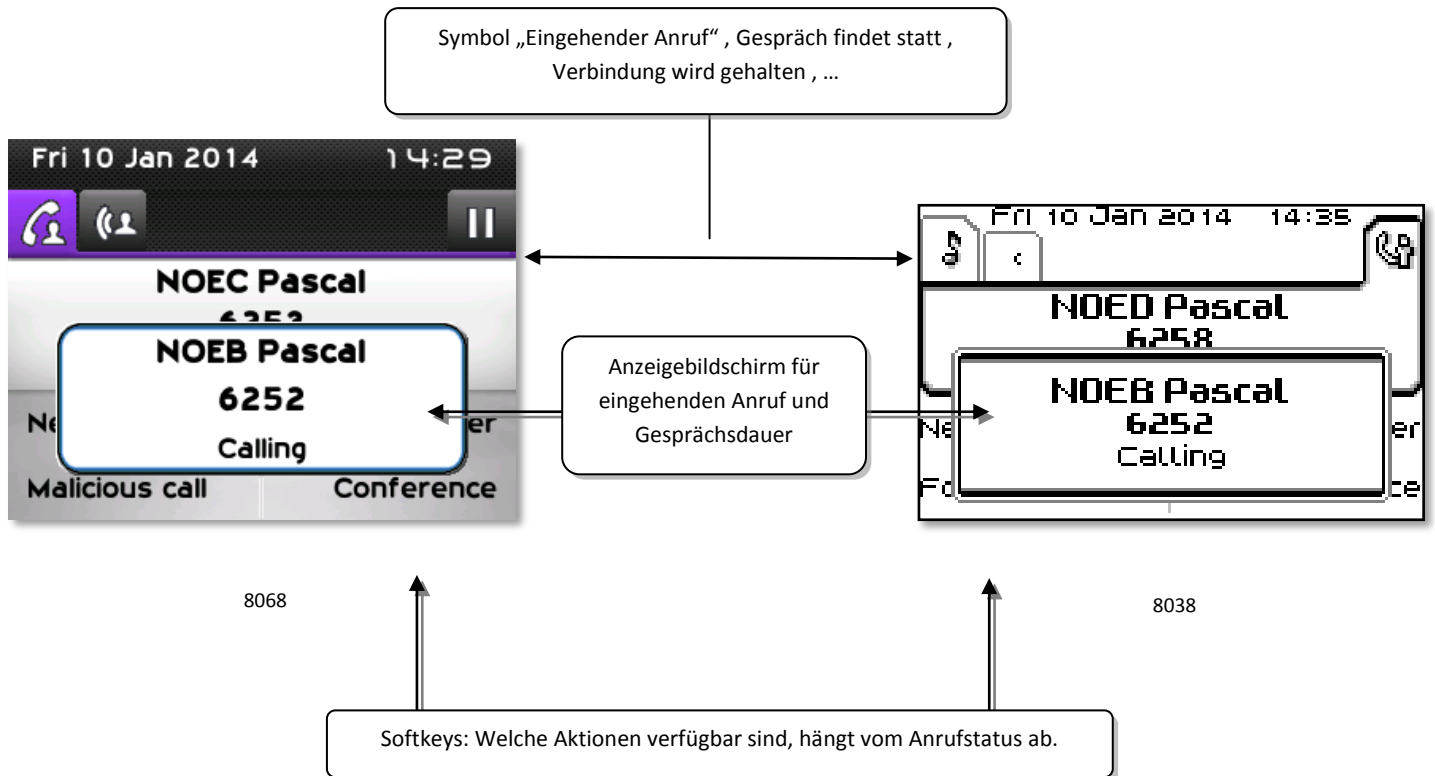 Symbol „Eingehender Anruf“ , Gespräch findet statt ,
Verbindung wird gehalten , ...
Fri 10 Jan 2014 14:29
NOEC Pascal
NOEB Pascal
6252
Calling
Malicious call Conference
Fri 10 Jan 2014 14:35
NOED Pascal
6258
NOEB Pascal
6252
Calling
Anzeigebildschirm für
eingehenden Anruf und
Gesprächsdauer
8068
8038
Softkeys: Welche Aktionen verfügbar sind, hängt vom Anrufstatus ab.